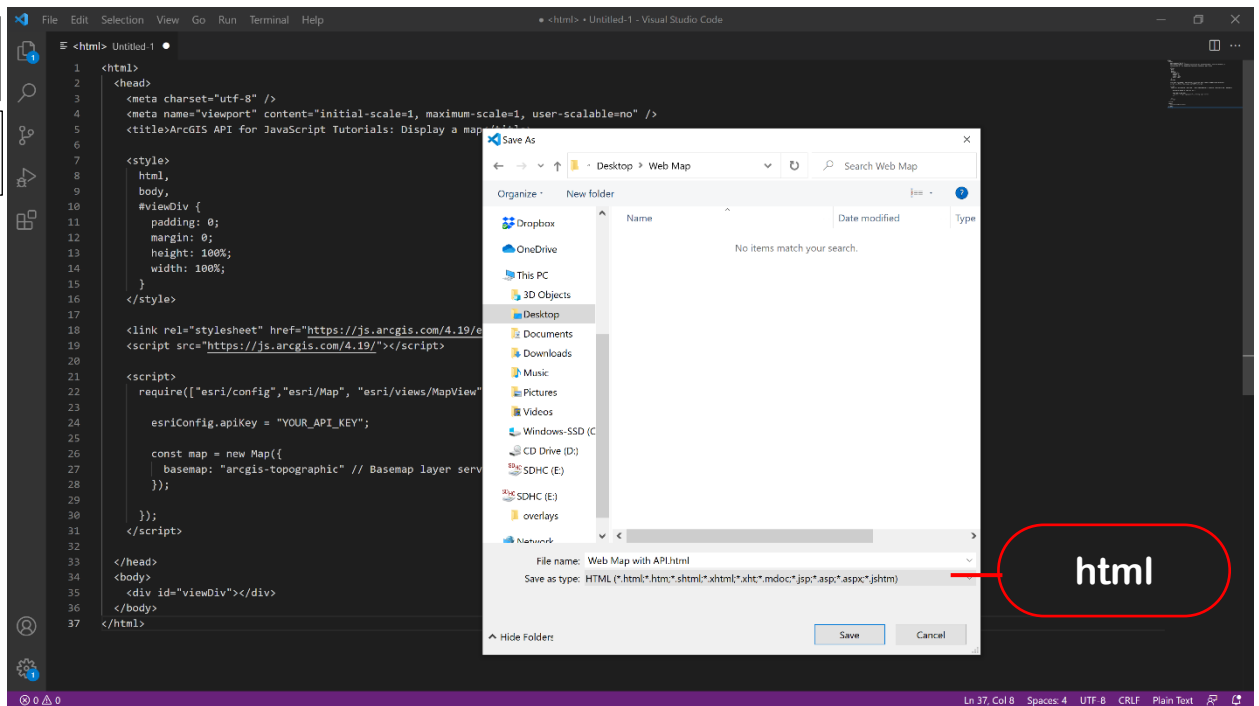 File Edit Selection View Go Run Terminal Help
● <html> • Untitled-1 - Visual Studio Code
<html> Untitled-1 ●
1 <html>
2 <head>
3 <meta charset="utf-8" />
4 <meta name="viewport" content="initial-scale=1, maximum-scale=1, user-scalable=no" />
5 <title>ArcGIS API for JavaScript Tutorials: Display a map</title>
6
7 <style>
8 html,
9 body,
10 #viewDiv {
11 padding: 0;
12 margin: 0;
13 height: 100%;
14 width: 100%;
15 }
16 </style>
17
18 <link rel="stylesheet" href="https://js.arcgis.com/4.19/e
19 <script src="https://js.arcgis.com/4.19/"></script>
20
21 <script>
22 require(["esri/config","esri/Map", "esri/views/MapView"
23
24 esriConfig.apiKey = "YOUR_API_KEY";
25
26 const map = new Map({
27 basemap: "arcgis-topographic" // Basemap layer serv
28 });
29
30 });
31 </script>
32
33 </head>
34 <body>
35 <div id="viewDiv"></div>
36 </body>
37 </html>
Save As
Desktop > Web Map
Search Web Map
Organize New folder
Name Date modified Type
No items match your search.
Dropbox
OneDrive
This PC
3D Objects
Desktop
Documents
Downloads
Music
Pictures
Videos
Windows-SSD (C
CD Drive (D:)
SDHC (E:)
SDHC (E:)
overlays
Network
File name: Web Map with API.html
Save as type: HTML (*.html;*.htm;*.shtml;*.xhtml;*.xht;*.mdoc;*.jsp;*.asp;*.aspx;*.jshtm)
Hide Folders
Save Cancel
html
0 0
Ln 37, Col 8 Spaces: 4 UTF-8 CRLF Plain Text